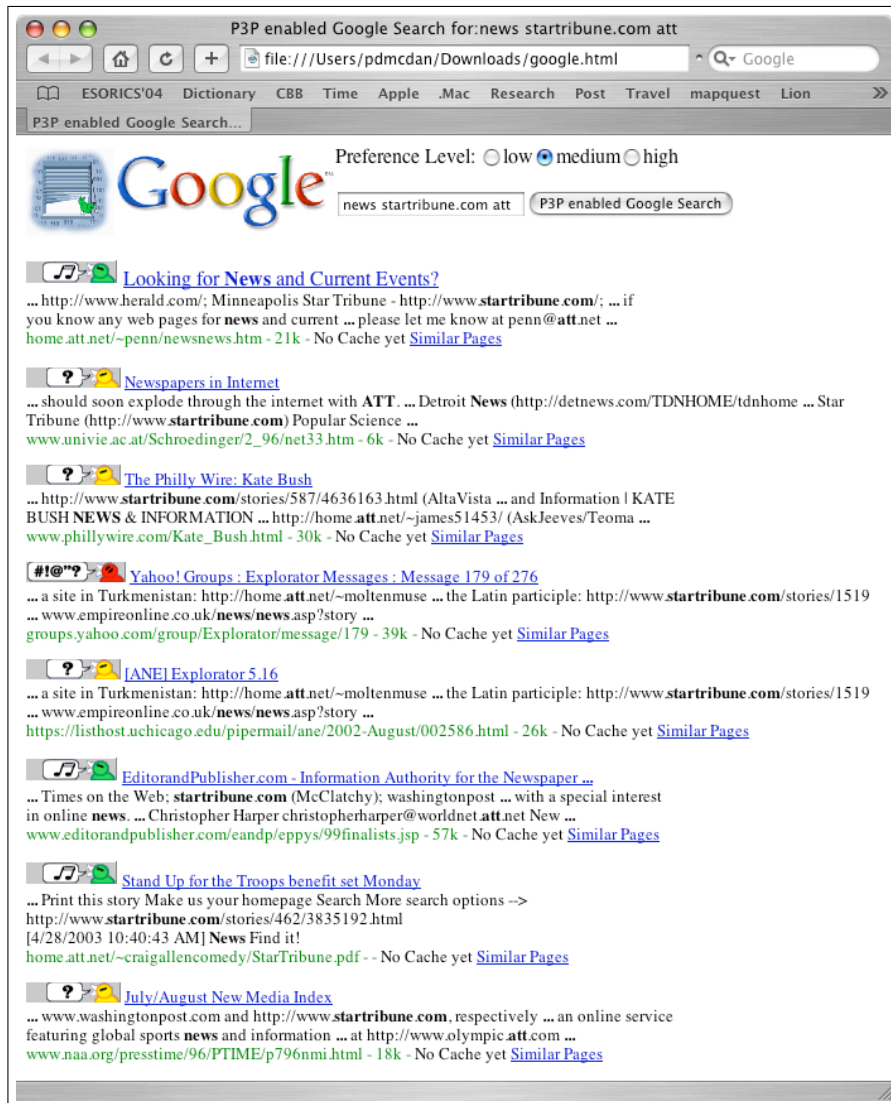 P3P enabled Google Search for:news startribune.com att
file:///Users/pdmcdan/Downloads/google.html
Google
ESORICS'04 Dictionary CBB Time Apple .Mac Research Post Travel mapquest Lion »
P3P enabled Google Search...
Preference Level: low medium high
Google
news startribune.com att P3P enabled Google Search
Looking for News and Current Events?
... http://www.herald.com/; Minneapolis Star Tribune - http://www.startribune.com/; ... if
you know any web pages for news and current ... please let me know at penn@att.net ...
home.att.net/~penn/newsnews.htm - 21k - No Cache yet Similar Pages
? Newspapers in Internet
... should soon explode through the internet with ATT. ... Detroit News (http://detnews.com/TDNHOME/tdnhome ... Star
Tribune (http://www.startribune.com) Popular Science ...
www.univie.ac.at/Schroedinger/2_96/net33.htm - 6k - No Cache yet Similar Pages
? The Philly Wire: Kate Bush
... http://www.startribune.com/stories/587/4636163.html (AltaVista ... and Information | KATE
BUSH NEWS & INFORMATION ... http://home.att.net/~james51453/ (AskJeeves/Teoma ...
www.phillywire.com/Kate_Bush.html - 30k - No Cache yet Similar Pages
#!@"? Yahoo! Groups : Explorator Messages : Message 179 of 276
... a site in Turkmenistan: http://home.att.net/~moltenmuse ... the Latin participle: http://www.startribune.com/stories/1519
... www.empireonline.co.uk/news/news.asp?story ...
groups.yahoo.com/group/Explorator/message/179 - 39k - No Cache yet Similar Pages
? [ANE] Explorator 5.16
... a site in Turkmenistan: http://home.att.net/~moltenmuse ... the Latin participle: http://www.startribune.com/stories/1519
... www.empireonline.co.uk/news/news.asp?story ...
https://listhost.uchicago.edu/pipermail/ane/2002-August/002586.html - 26k - No Cache yet Similar Pages
EditorandPublisher.com - Information Authority for the Newspaper ...
... Times on the Web; startribune.com (McClatchy); washingtonpost ... with a special interest
in online news. ... Christopher Harper christopherharper@worldnet.att.net New ...
www.editorandpublisher.com/eandp/eppys/99finalists.jsp - 57k - No Cache yet Similar Pages
Stand Up for the Troops benefit set Monday
... Print this story Make us your homepage Search More search options -->
http://www.startribune.com/stories/462/3835192.html
[4/28/2003 10:40:43 AM] News Find it!
home.att.net/~craigallencomedy/StarTribune.pdf - - No Cache yet Similar Pages
? July/August New Media Index
... www.washingtonpost.com and http://www.startribune.com, respectively ... an online service
featuring global sports news and information ... at http://www.olympic.att.com ...
www.naa.org/presstime/96/PTIME/p796nmi.html - 18k - No Cache yet Similar Pages